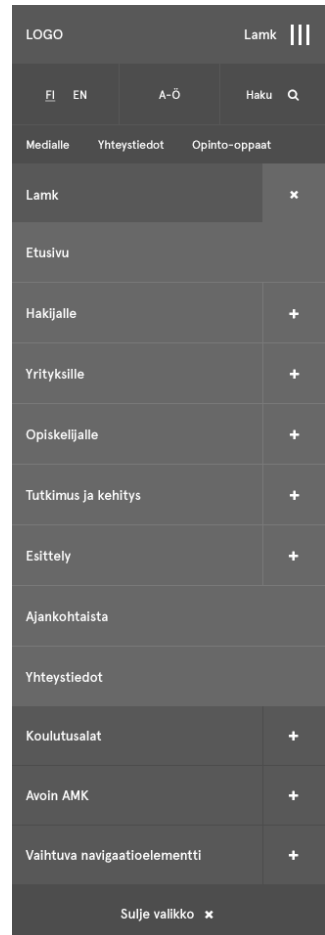 LOGO Lamk
FI EN A-Ö Haku
Medialle Yhteystiedot Opinto-oppaat
Lamk
Etusivu
Hakijalle
Yrityksille
Opiskelijalle
Tutkimus ja kehitys
Esittely
Ajankohtaista
Yhteystiedot
Koulutusalat
Avoin AMK
Vaihtuva navigaatioelementti
Sulje valikko